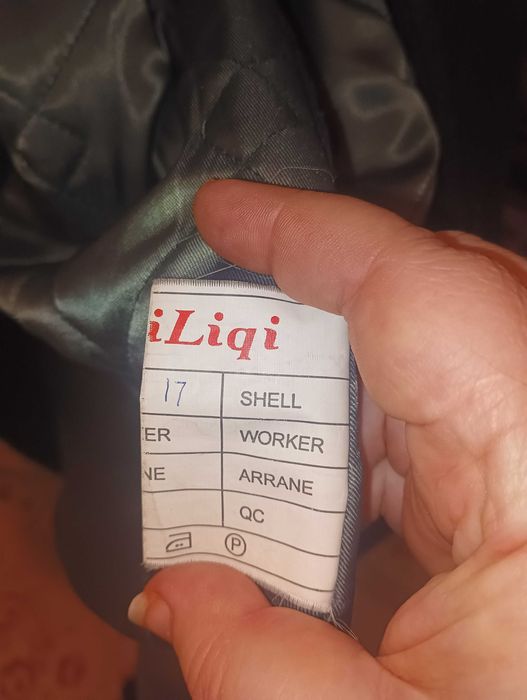 iLiqi
17 SHELL
ER WORKER
NE ARRANE
QC
P